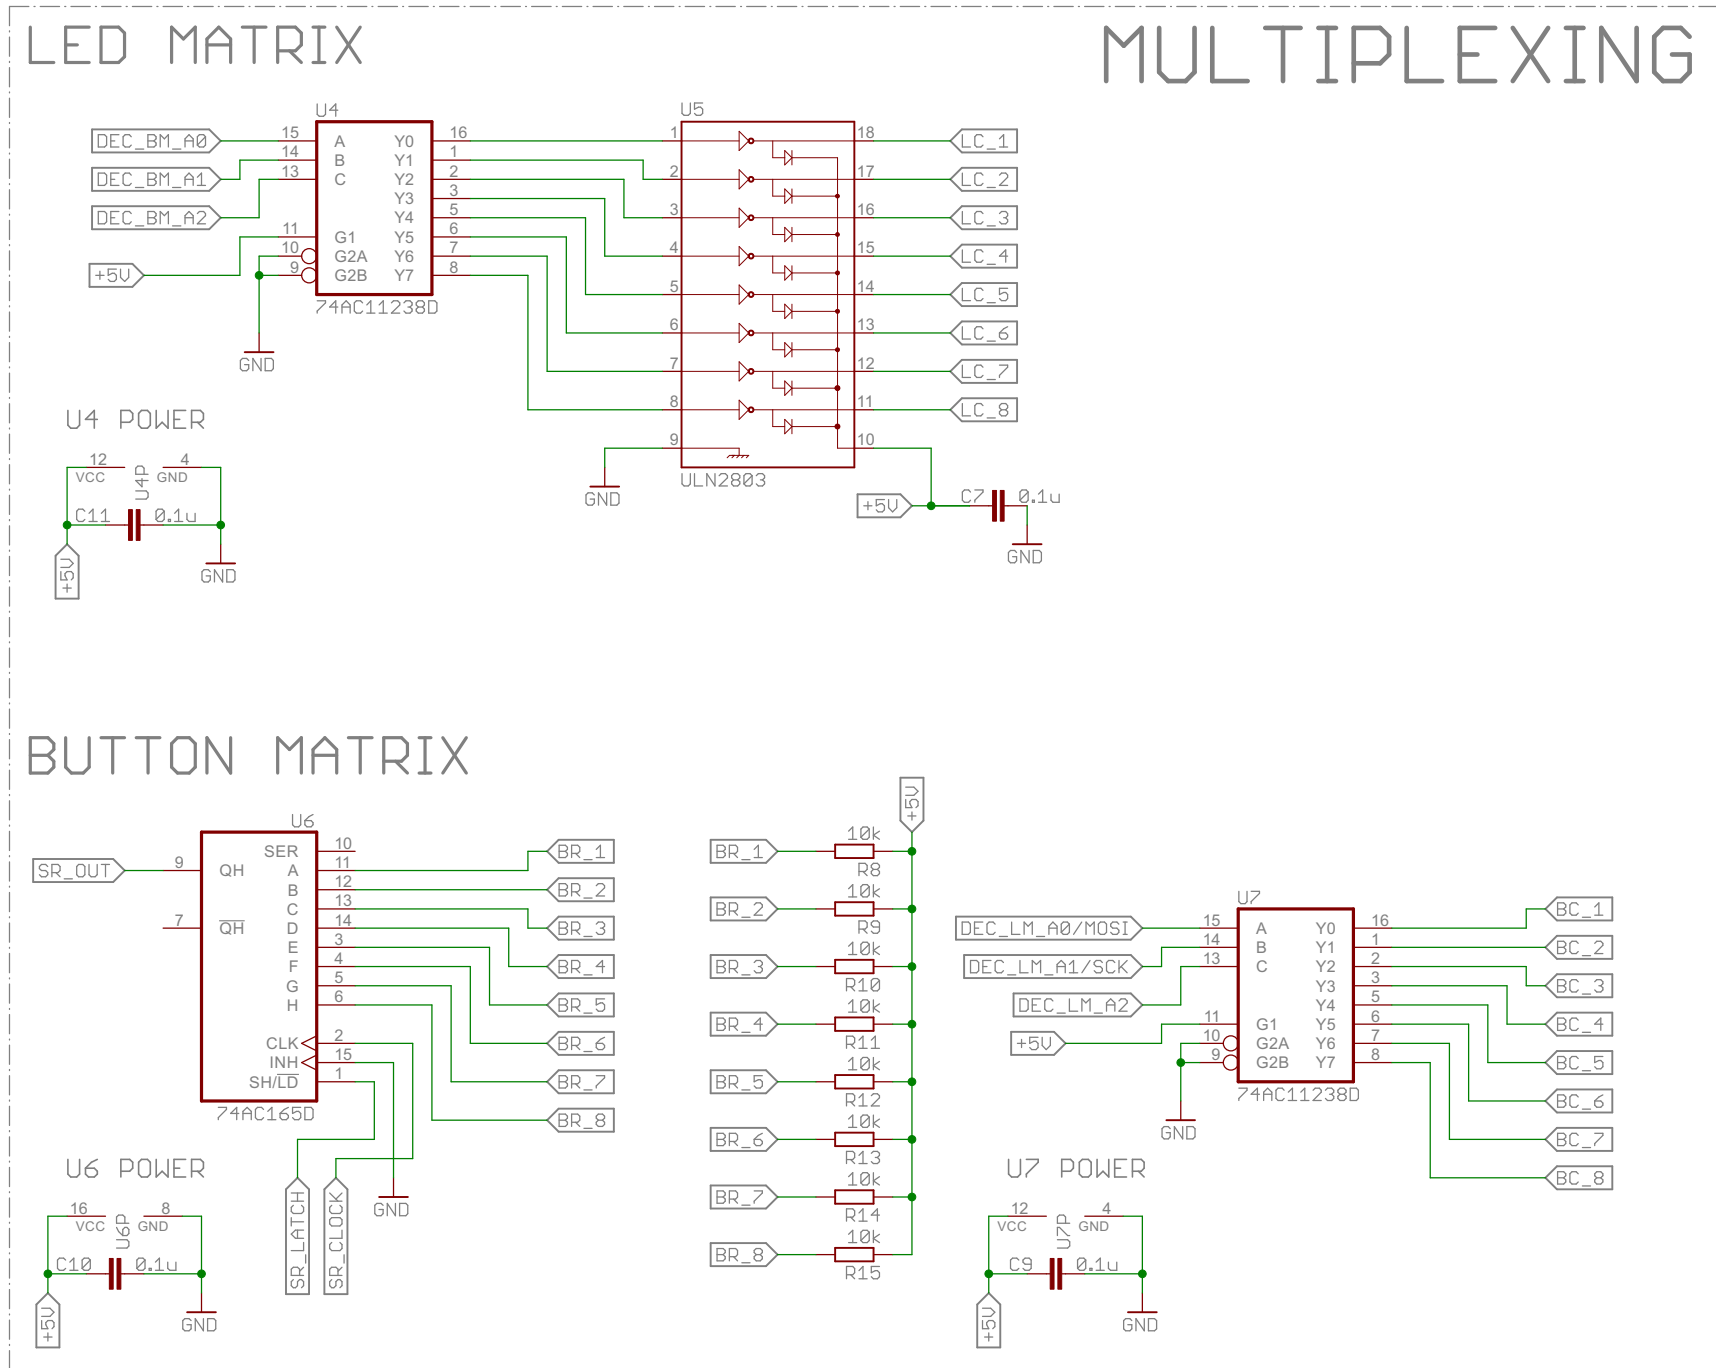 LED MATRIX
MULTIPLEXING
U4
DEC_BM_A0
DEC_BM_A1
DEC_BM_A2
+5V
15 A Y0 16
14 B Y1 1
13 C Y2 2
Y3 3
Y4 5
11 G1 Y5 6
10 G2A Y6 7
9 G2B Y7 8
74AC11238D
GND
U5
1 18 LC_1
2 17 LC_2
3 16 LC_3
4 15 LC_4
5 14 LC_5
6 13 LC_6
7 12 LC_7
8 11 LC_8
9 10
ULN2803
GND
+5V
C7 0.1u
GND
U4 POWER
12 4
VCC U4P GND
C11 0.1u
+5V
GND
BUTTON MATRIX
U6
SR_OUT
9 QH
7 QH
SER 10
A 11
B 12
C 13
D 14
E 3
F 4
G 5
H 6
CLK 2
INH 15
SH/LD 1
74AC165D
BR_1
BR_2
BR_3
BR_4
BR_5
BR_6
BR_7
BR_8
SR_LATCH
SR_CLOCK
GND
U6 POWER
16 8
VCC U6P GND
C10 0.1u
+5V
GND
+5V
BR_1 10k
R8
BR_2 10k
R9
BR_3 10k
R10
BR_4 10k
R11
BR_5 10k
R12
BR_6 10k
R13
BR_7 10k
R14
BR_8 10k
R15
U7
DEC_LM_A0/MOSI
DEC_LM_A1/SCK
DEC_LM_A2
+5V
15 A Y0 16
14 B Y1 1
13 C Y2 2
Y3 3
Y4 5
11 G1 Y5 6
10 G2A Y6 7
9 G2B Y7 8
74AC11238D
GND
BC_1
BC_2
BC_3
BC_4
BC_5
BC_6
BC_7
BC_8
U7 POWER
12 4
VCC U7P GND
C9 0.1u
+5V
GND